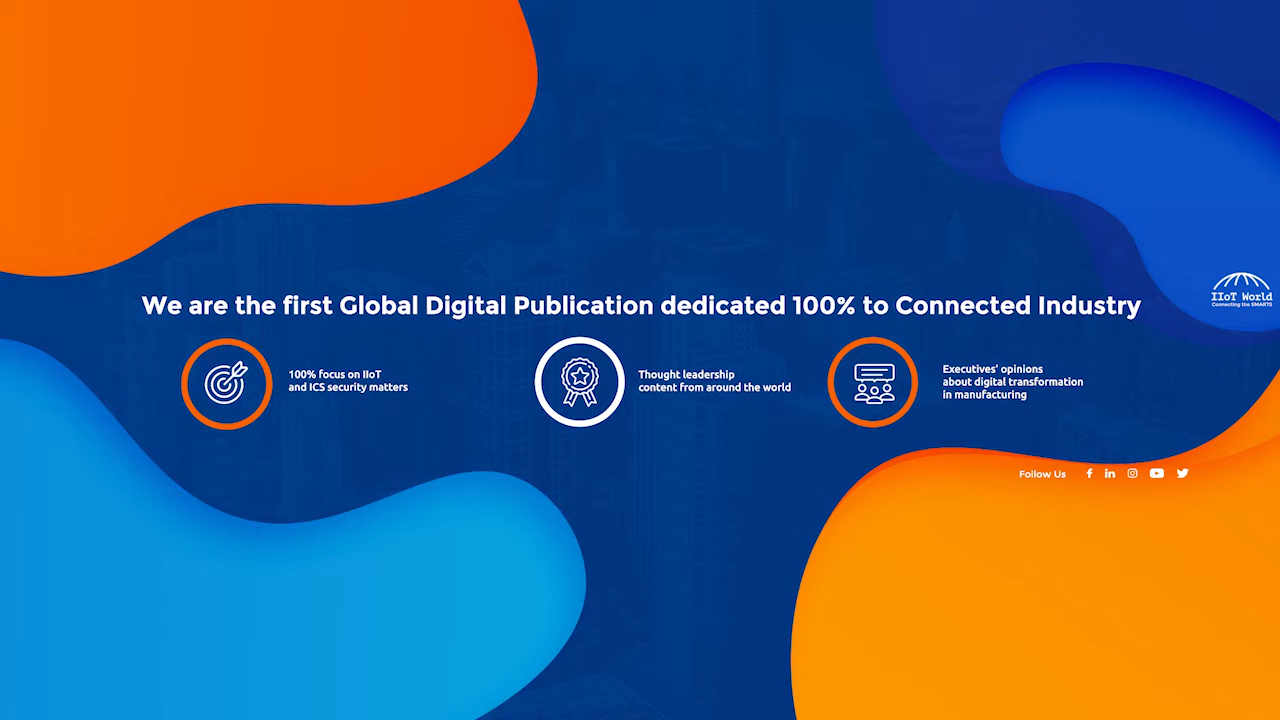 We are the first Global Digital Publication dedicated 100% to Connected Industry
IIoT World
Connecting the SMARTS
100% focus on IIoT
and ICS security matters
Thought leadership
content from around the world
Executives’ opinions
about digital transformation
in manufacturing
Follow Us